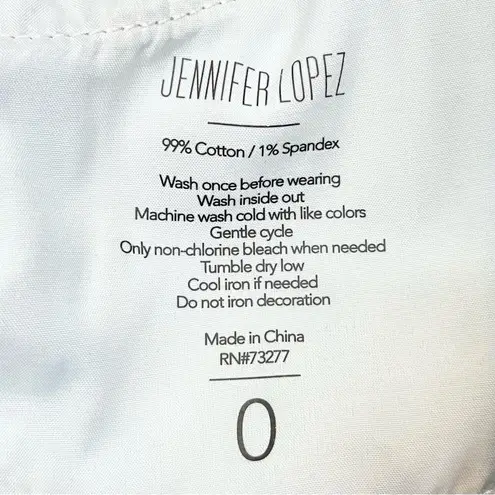 JENNIFER LOPEZ
99% Cotton / 1% Spandex
Wash once before wearing
Wash inside out
Machine wash cold with like colors
Gentle cycle
Only non-chlorine bleach when needed
Tumble dry low
Cool iron if needed
Do not iron decoration
Made in China
RN#73277
0